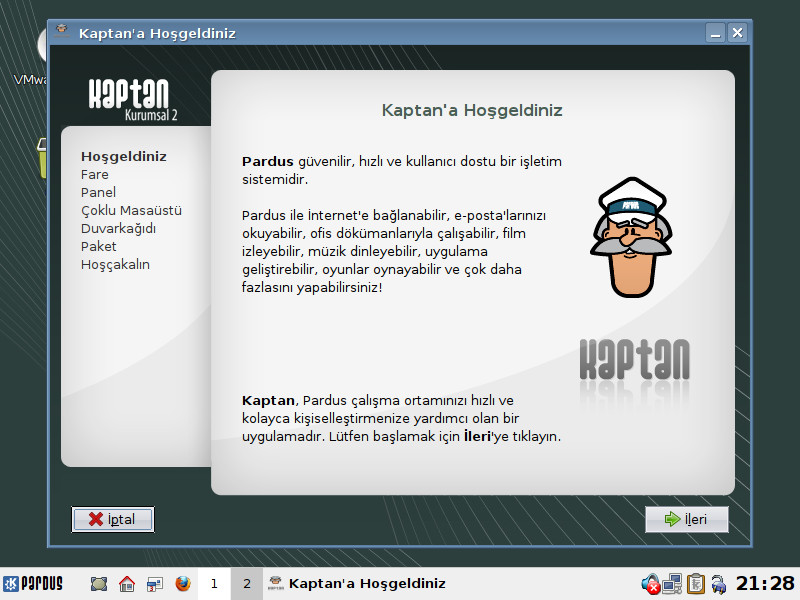 Kaptan'a Hoşgeldiniz
kaptan
Kurumsal 2
Hoşgeldiniz
Fare
Panel
Çoklu Masaüstü
Duvarkağıdı
Paket
Hoşçakalın
Kaptan'a Hoşgeldiniz
Pardus güvenilir, hızlı ve kullanıcı dostu bir işletim
sistemidir.
Pardus ile İnternet'e bağlanabilir, e-posta'larınızı
okuyabilir, ofis dökümanlarıyla çalışabilir, film
izleyebilir, müzik dinleyebilir, uygulama
geliştirebilir, oyunlar oynayabilir ve çok daha
fazlasını yapabilirsiniz!
PARDUS
kaptan
Kaptan, Pardus çalışma ortamınızı hızlı ve
kolayca kişiselleştirmenize yardımcı olan bir
uygulamadır. Lütfen başlamak için İleri'ye tıklayın.
İptal
İleri
PARDUS
1
2
Kaptan'a Hoşgeldiniz
21:28